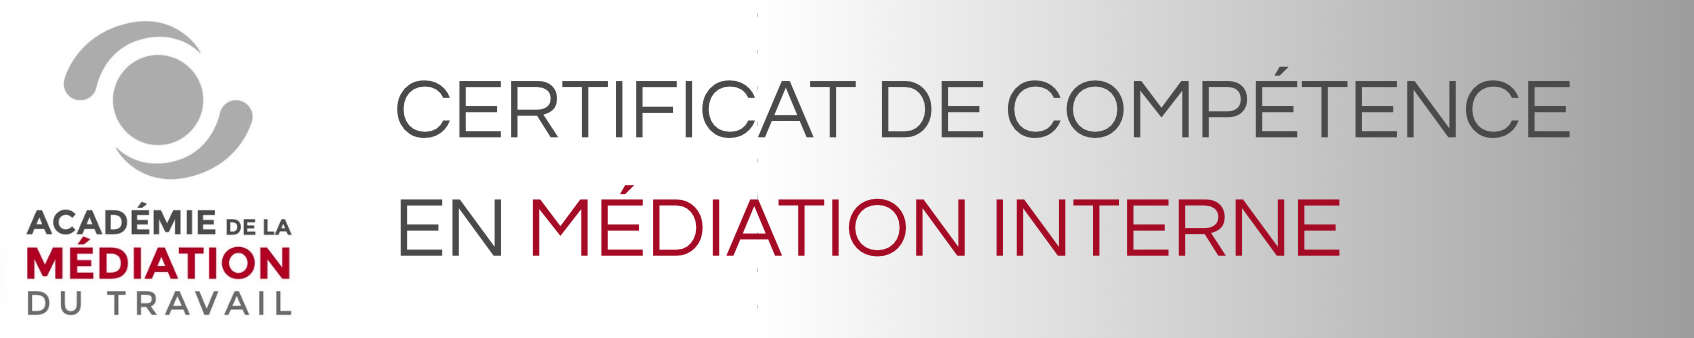 ACADÉMIE DE LA
MÉDIATION
DU TRAVAIL
CERTIFICAT DE COMPÉTENCE
EN MÉDIATION INTERNE